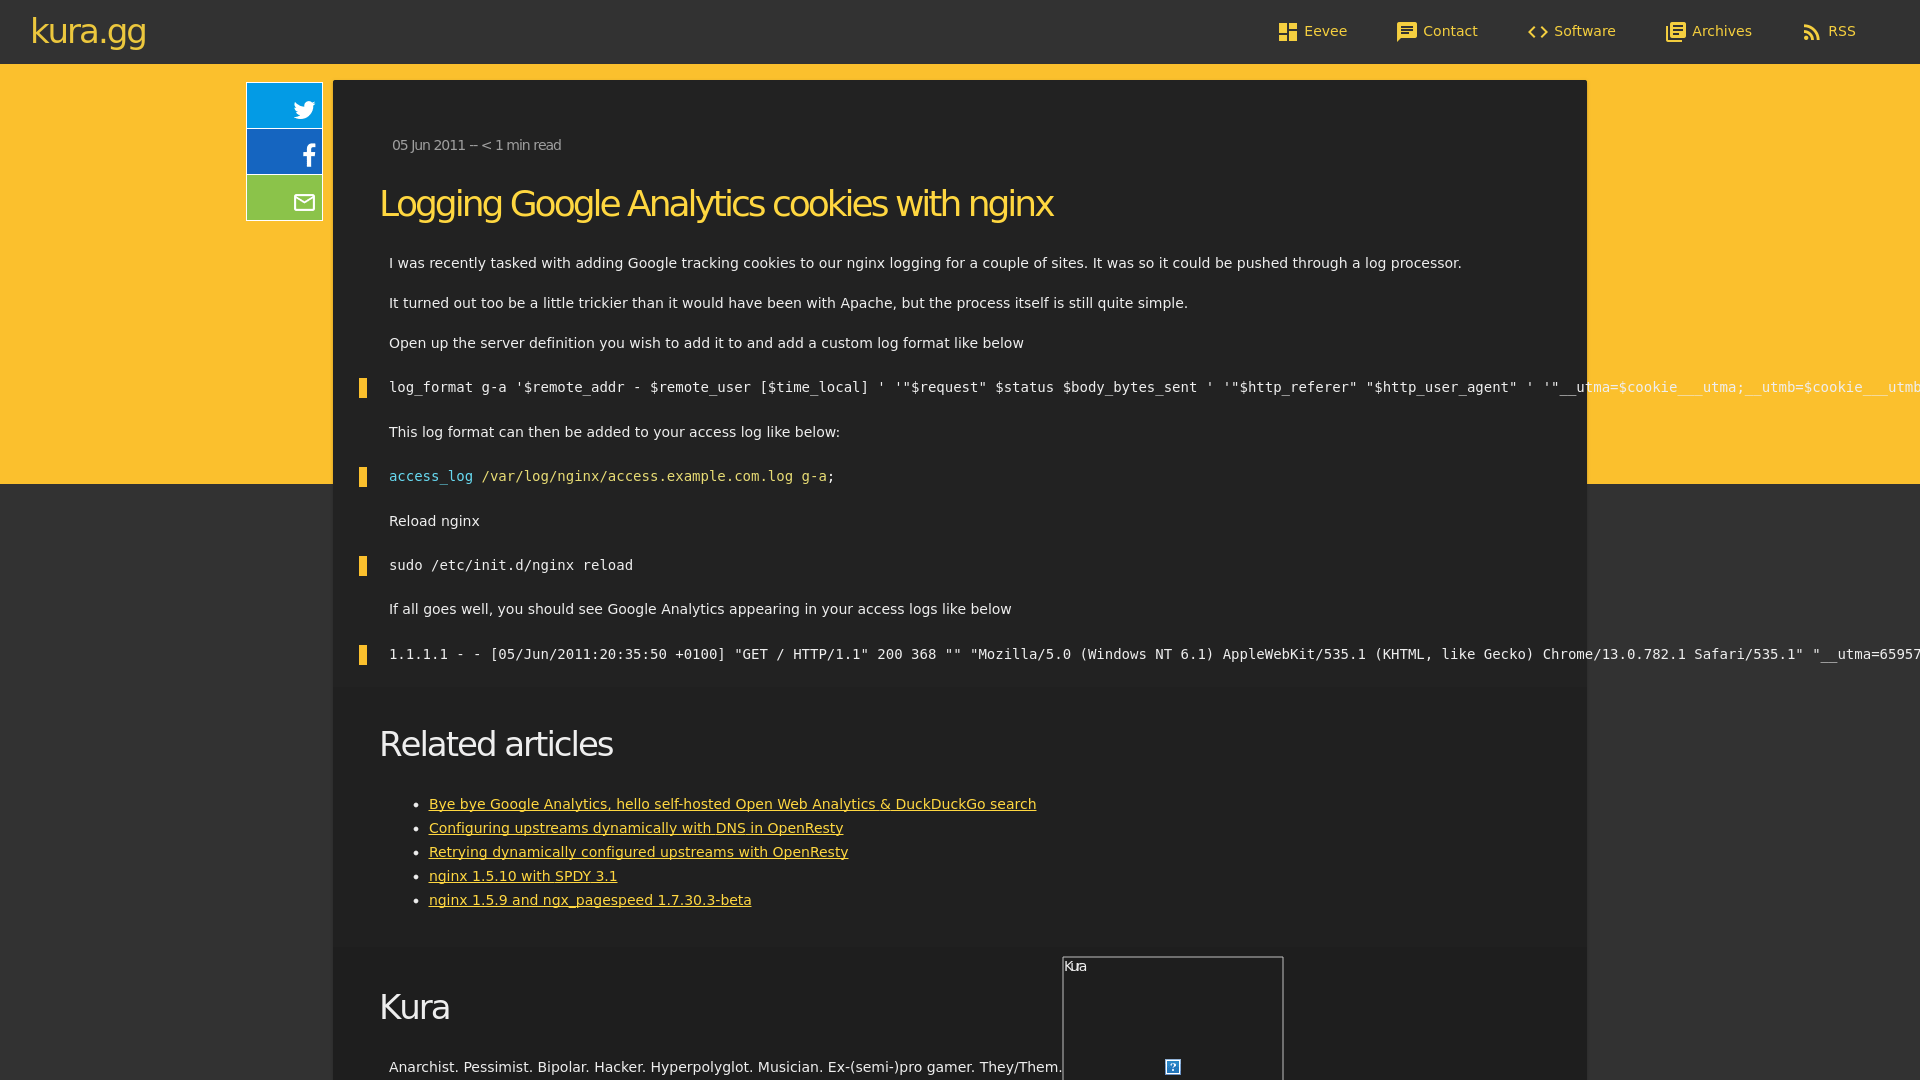 kura.gg
Eevee
Contact
Software
Archives
RSS
05 Jun 2011 -- < 1 min read
Logging Google Analytics cookies with nginx
I was recently tasked with adding Google tracking cookies to our nginx logging for a couple of sites. It was so it could be pushed through a log processor.
It turned out too be a little trickier than it would have been with Apache, but the process itself is still quite simple.
Open up the server definition you wish to add it to and add a custom log format like below
log_format g-a '$remote_addr - $remote_user [$time_local] ' '"$request" $status $body_bytes_sent ' '"$http_referer" "$http_user_agent" ' '"__utma=$cookie___utma;__utmb=$cookie___utmb
This log format can then be added to your access log like below:
access_log /var/log/nginx/access.example.com.log g-a;
Reload nginx
sudo /etc/init.d/nginx reload
If all goes well, you should see Google Analytics appearing in your access logs like below
1.1.1.1 - - [05/Jun/2011:20:35:50 +0100] "GET / HTTP/1.1" 200 368 "" "Mozilla/5.0 (Windows NT 6.1) AppleWebKit/535.1 (KHTML, like Gecko) Chrome/13.0.782.1 Safari/535.1" "__utma=65957
Related articles
• Bye bye Google Analytics, hello self-hosted Open Web Analytics & DuckDuckGo search
• Configuring upstreams dynamically with DNS in OpenResty
• Retrying dynamically configured upstreams with OpenResty
• nginx 1.5.10 with SPDY 3.1
• nginx 1.5.9 and ngx_pagespeed 1.7.30.3-beta
Kura
Kura
Anarchist. Pessimist. Bipolar. Hacker. Hyperpolyglot. Musician. Ex-(semi-)pro gamer. They/Them.